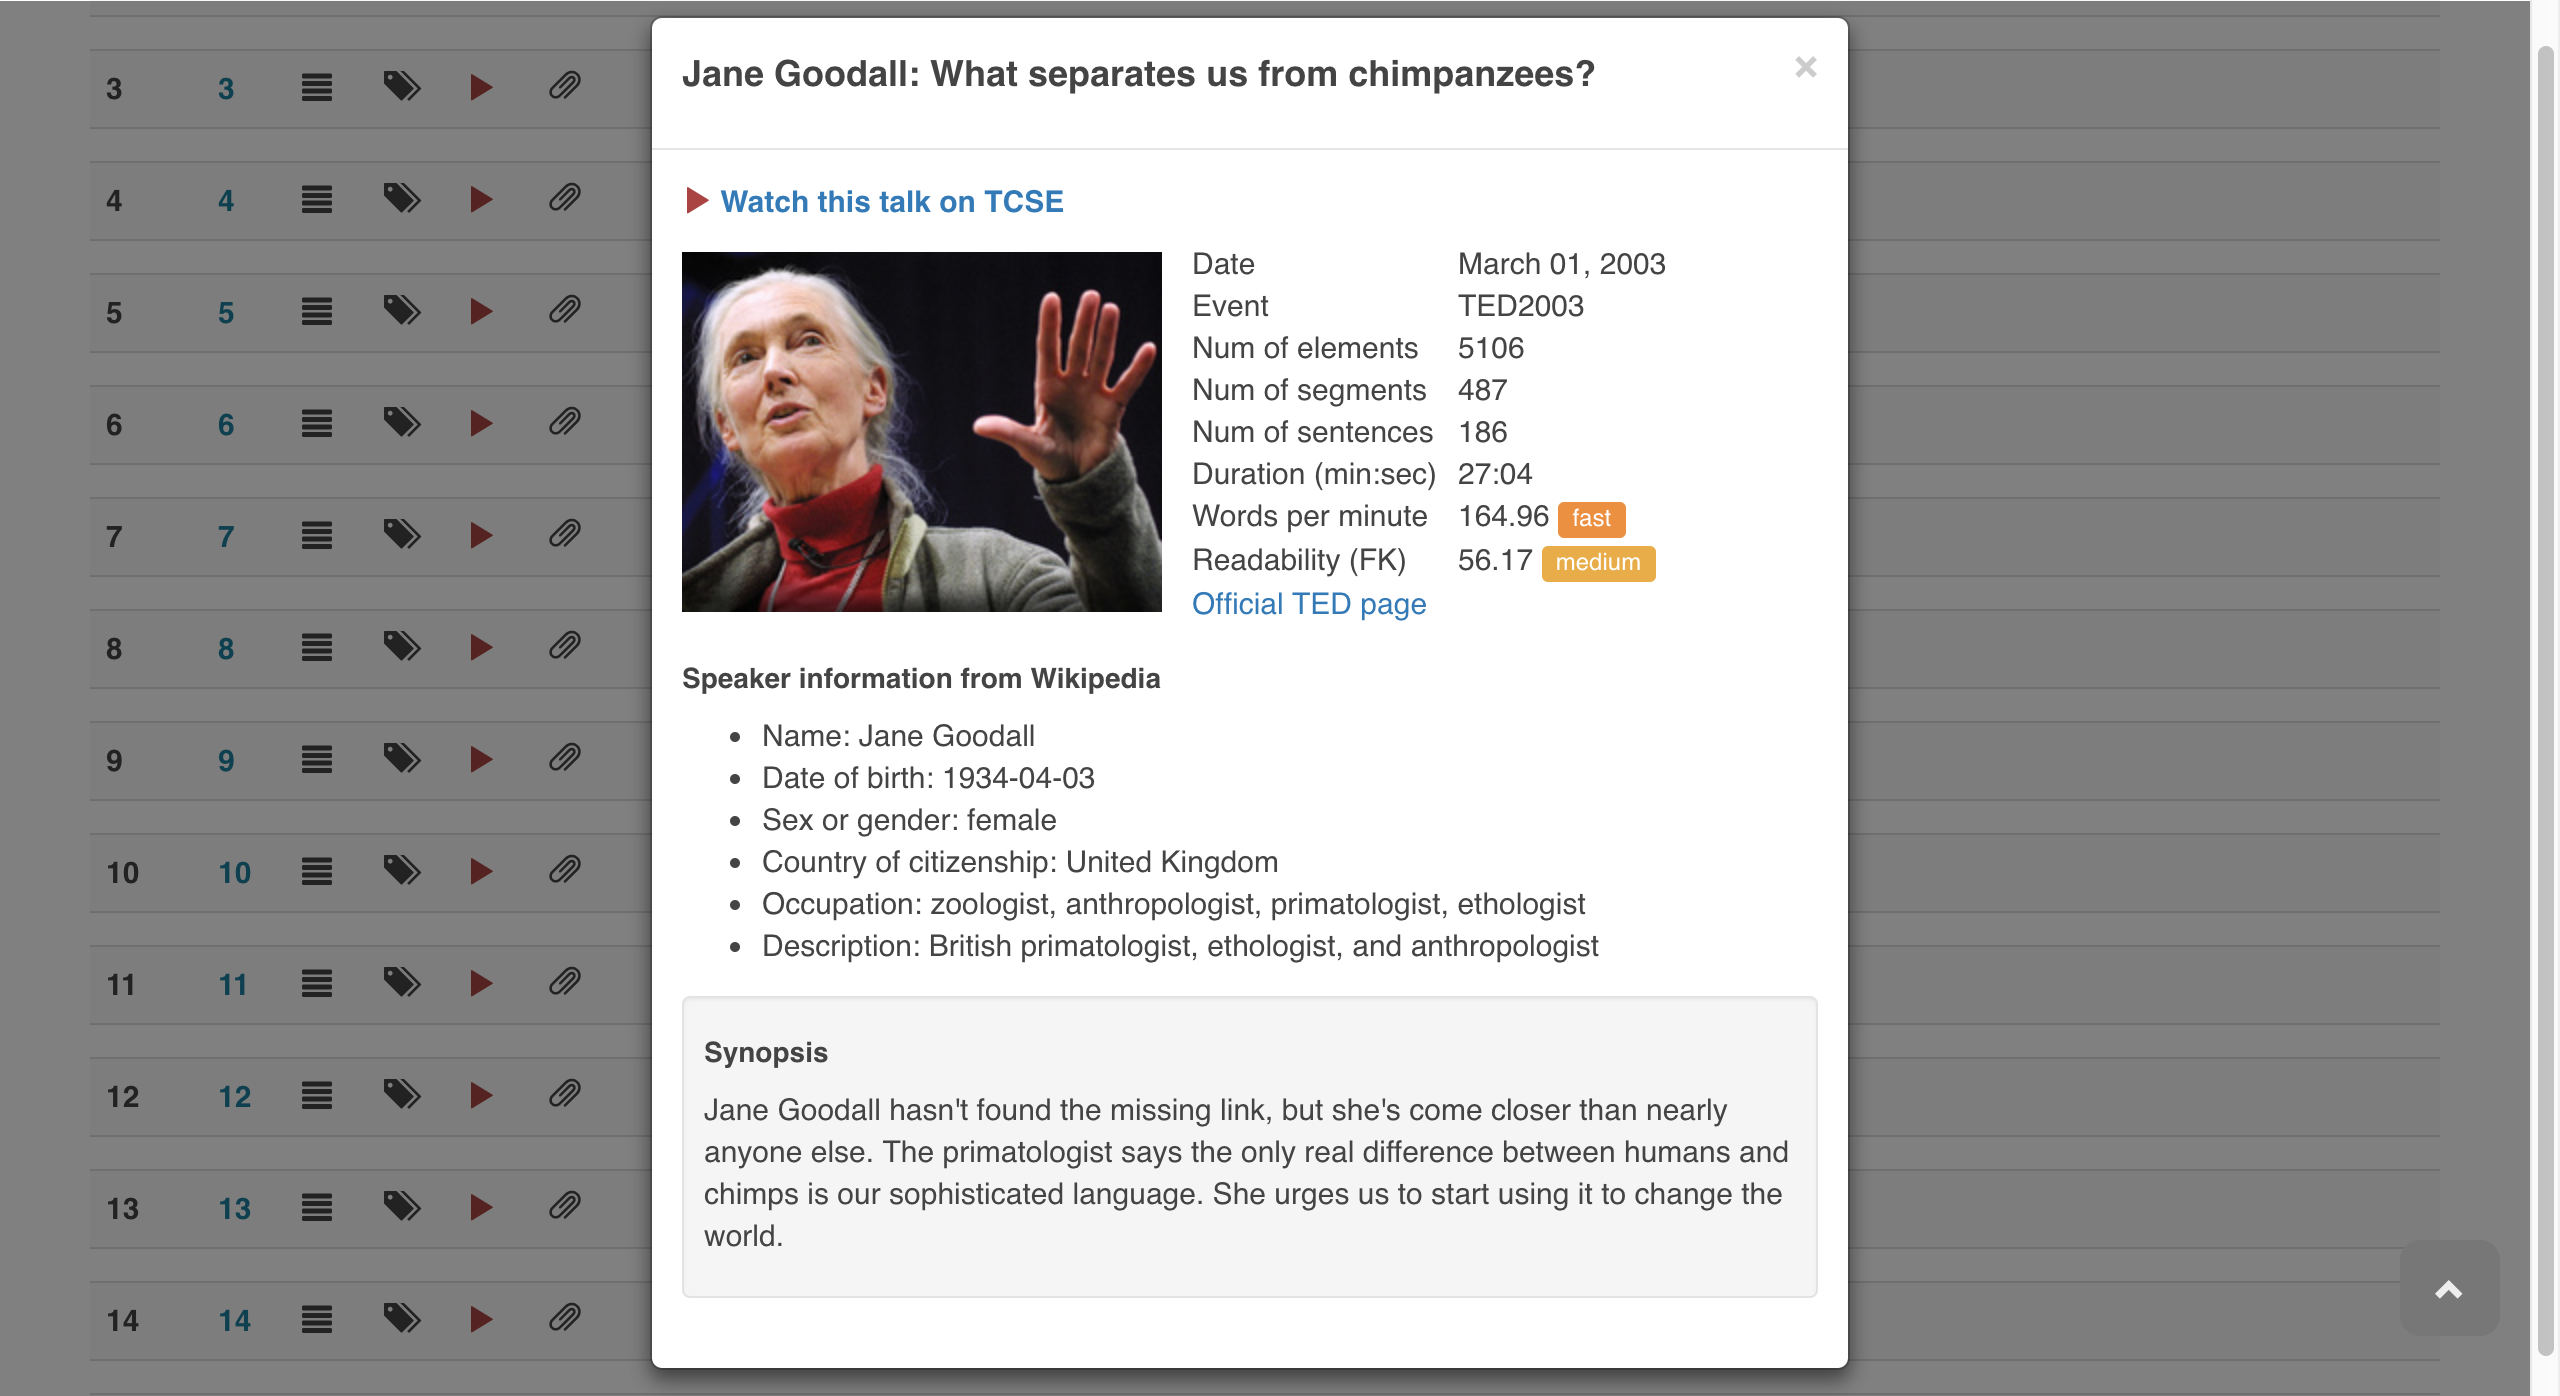 Jane Goodall: What separates us from chimpanzees?
×
Watch this talk on TCSE
Date March 01, 2003
Event TED2003
Num of elements 5106
Num of segments 487
Num of sentences 186
Duration (min:sec) 27:04
Words per minute 164.96 fast
Readability (FK) 56.17 medium
Official TED page
Speaker information from Wikipedia
• Name: Jane Goodall
• Date of birth: 1934-04-03
• Sex or gender: female
• Country of citizenship: United Kingdom
• Occupation: zoologist, anthropologist, primatologist, ethologist
• Description: British primatologist, ethologist, and anthropologist
Synopsis
Jane Goodall hasn't found the missing link, but she's come closer than nearly
anyone else. The primatologist says the only real difference between humans and
chimps is our sophisticated language. She urges us to start using it to change the
world.
3 3
4 4
5 5
6 6
7 7
8 8
9 9
10 10
11 11
12 12
13 13
14 14